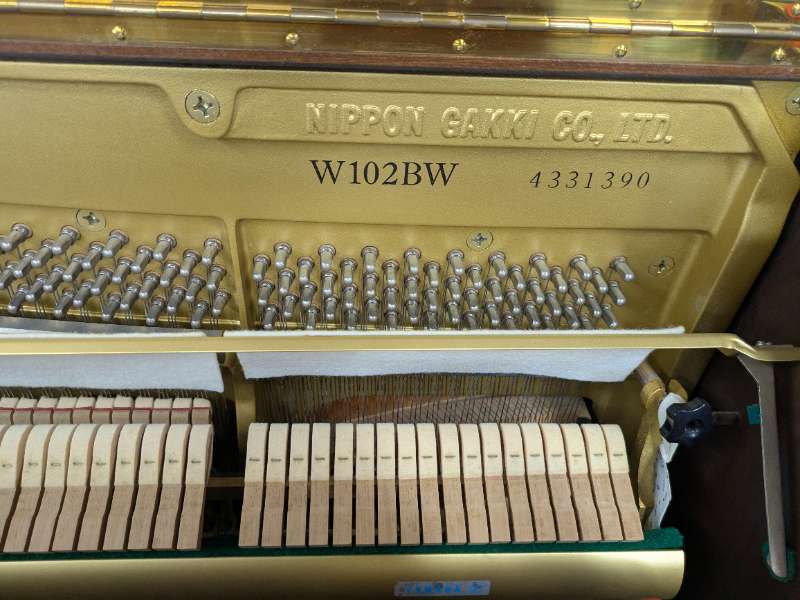 NIPPON GAKKI CO., LTD.
W102BW
4331390